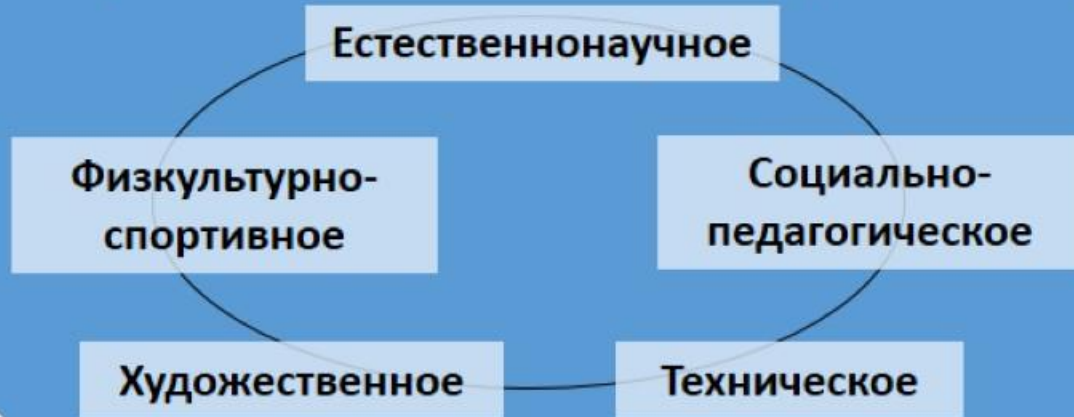 Естественнонаучное
Физкультурно-
спортивное
Социально-
педагогическое
Художественное
Техническое